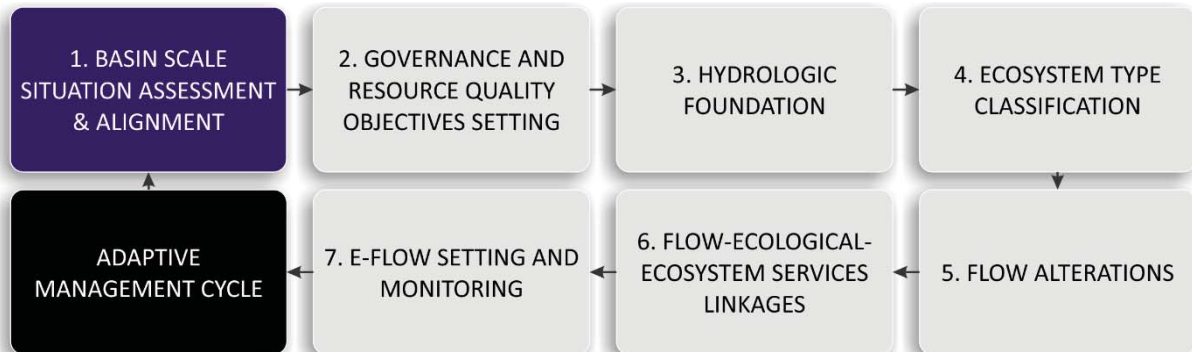 1. BASIN SCALE
SITUATION ASSESSMENT
& ALIGNMENT
2. GOVERNANCE AND
RESOURCE QUALITY
OBJECTIVES SETTING
3. HYDROLOGIC
FOUNDATION
4. ECOSYSTEM TYPE
CLASSIFICATION
5. FLOW ALTERATIONS
6. FLOW-ECOLOGICAL-
ECOSYSTEM SERVICES
LINKAGES
7. E-FLOW SETTING AND
MONITORING
ADAPTIVE
MANAGEMENT CYCLE